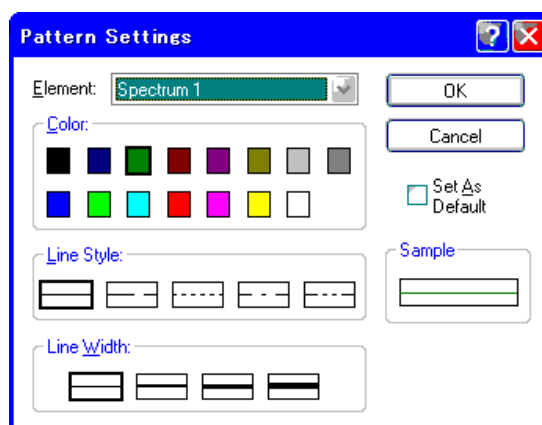 Pattern Settings
Element: Spectrum 1
OK
Color:
Cancel
Set As
Default
Line Style:
Sample
Line Width: